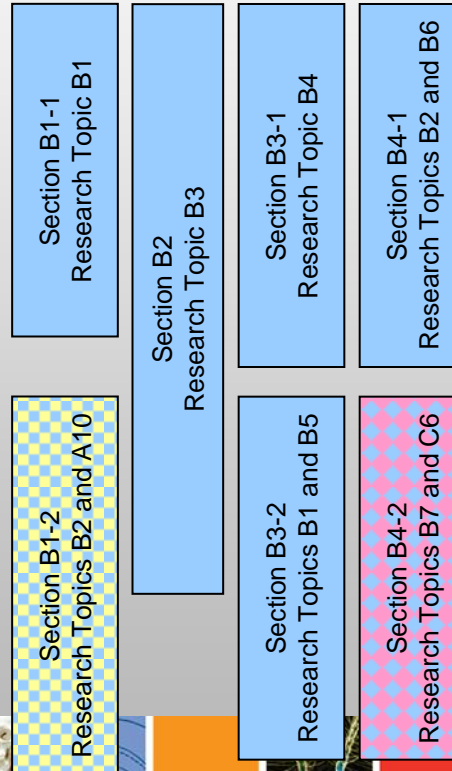 Section B1-2
Research Topics B2 and A10
Section B1-1
Research Topic B1
Section B2
Research Topic B3
Section B3-2
Research Topics B1 and B5
Section B3-1
Research Topic B4
Section B4-2
Research Topics B7 and C6
Section B4-1
Research Topics B2 and B6